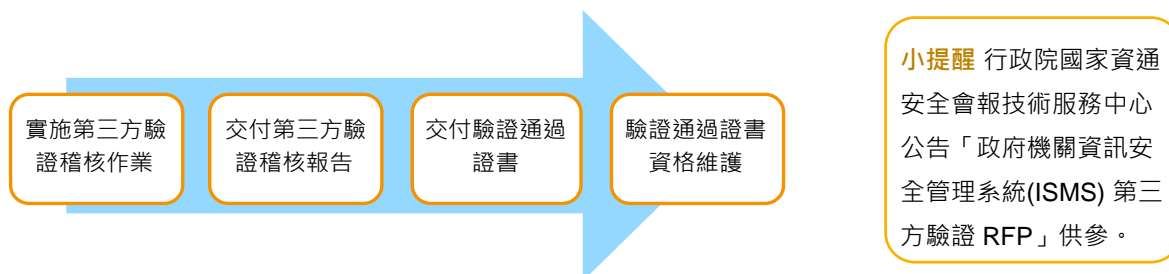 實施第三方驗
證稽核作業
交付第三方驗
證稽核報告
交付驗證通過
證書
驗證通過證書
資格維護
小提醒 行政院國家資通
安全會報技術服務中心
公告「政府機關資訊安
全管理系統(ISMS) 第三
方驗證 RFP」供參。